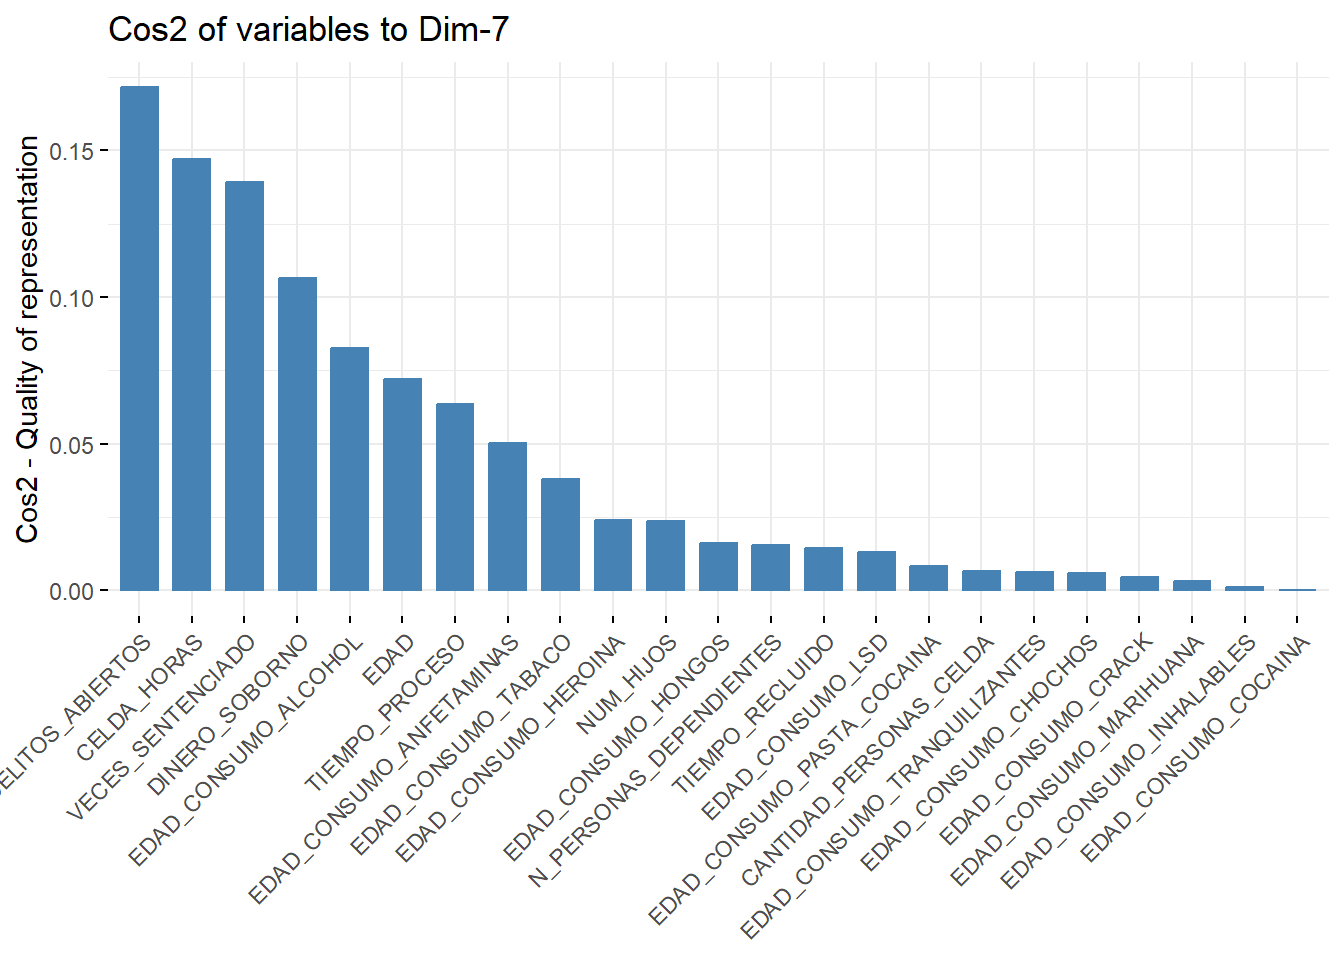 Cos2 of variables to Dim-7
Cos2 - Quality of representation
0.15
0.10
0.05
0.00
ELITOS_ABIERTOS
CELDA_HORAS
VECES_SENTENCIADO
DINERO_SOBORNO
EDAD_CONSUMO_ALCOHOL
EDAD
TIEMPO_PROCESO
EDAD_CONSUMO_ANFETAMINAS
EDAD_CONSUMO_TABACO
EDAD_CONSUMO_HEROINA
NUM_HIJOS
EDAD_CONSUMO_HONGOS
N_PERSONAS_DEPENDIENTES
TIEMPO_RECLUIDO
EDAD_CONSUMO_LSD
EDAD_CONSUMO_PASTA_COCAINA
CANTIDAD_PERSONAS_CELDA
EDAD_CONSUMO_TRANQUILIZANTES
EDAD_CONSUMO_CHOCHOS
EDAD_CONSUMO_CRACK
EDAD_CONSUMO_MARIHUANA
EDAD_CONSUMO_INHALABLES
EDAD_CONSUMO_COCAINA